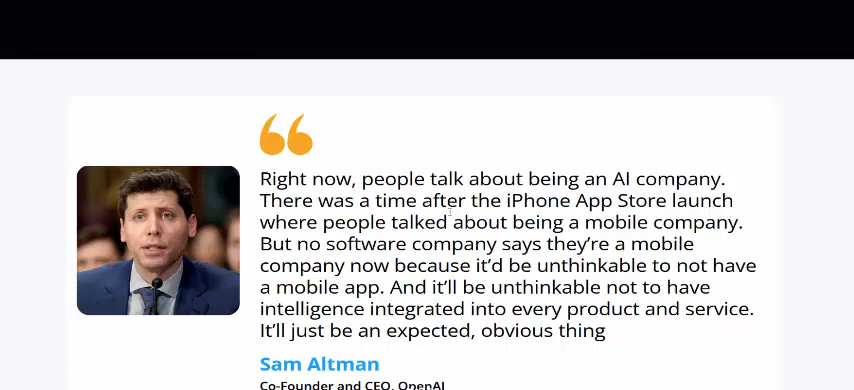 Right now, people talk about being an AI company.
There was a time after the iPhone App Store launch
where people talked about being a mobile company.
But no software company says they’re a mobile
company now because it’d be unthinkable to not have
a mobile app. And it’ll be unthinkable not to have
intelligence integrated into every product and service.
It’ll just be an expected, obvious thing
Sam Altman
Co-Founder and CEO, OpenAI